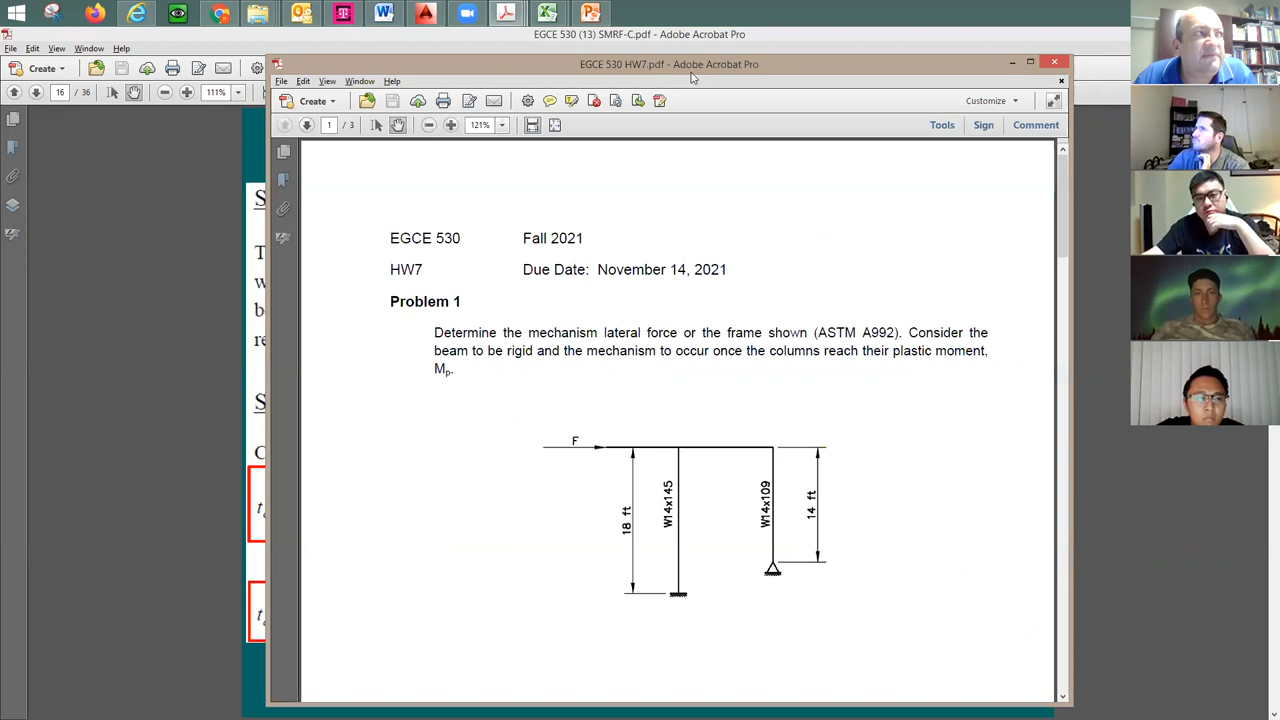 EGCE 530 (13) SMRF-C.pdf - Adobe Acrobat Pro
File Edit View Window Help
Create
16 / 36
111%
EGCE 530 HW7.pdf - Adobe Acrobat Pro
File Edit View Window Help
Create
Customize
1 / 3
121%
Tools Sign Comment
EGCE 530 Fall 2021
HW7 Due Date: November 14, 2021
Problem 1
Determine the mechanism lateral force or the frame shown (ASTM A992). Consider the
beam to be rigid and the mechanism to occur once the columns reach their plastic moment,
Mp.
F
18 ft
W14x145
W14x109
14 ft